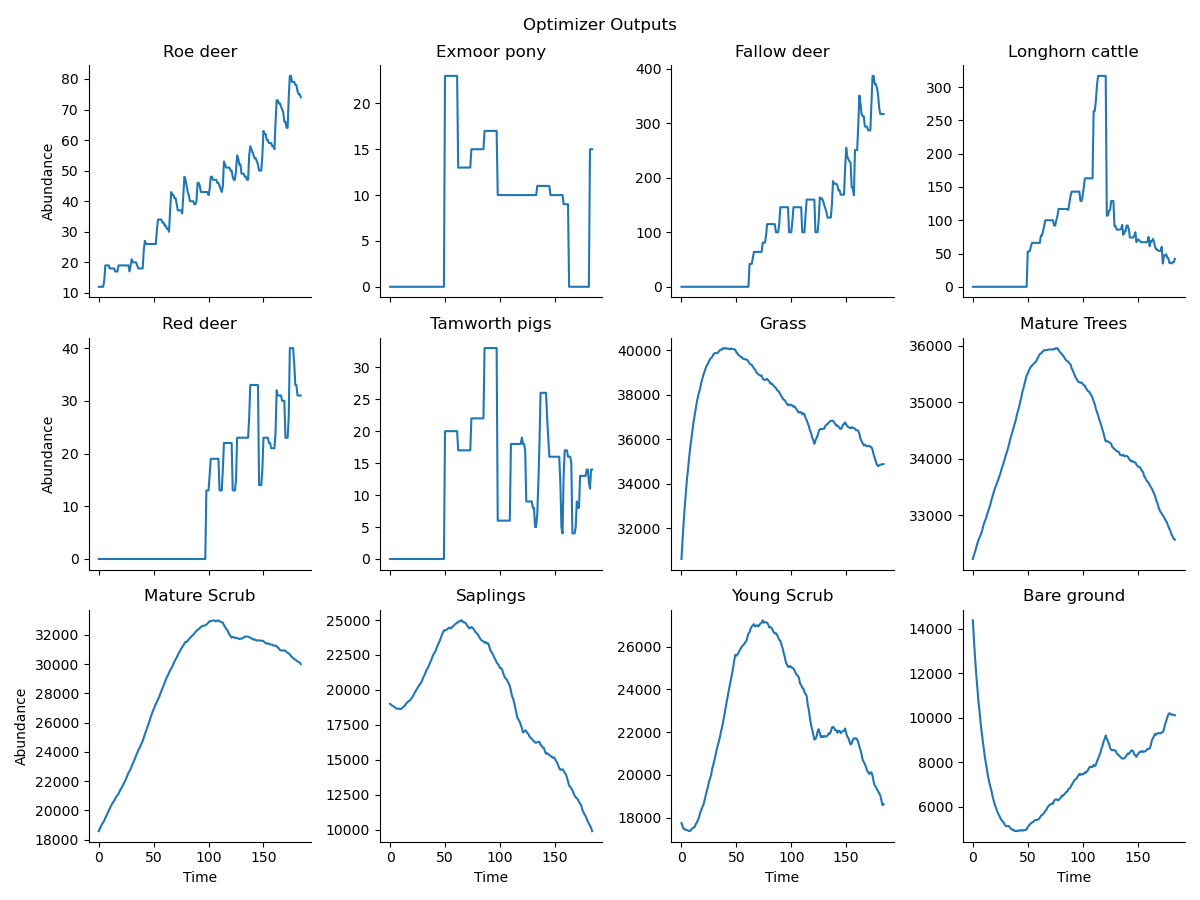 Optimizer Outputs
Roe deer
Exmoor pony
Fallow deer
Longhorn cattle
Abundance
80
70
60
50
40
30
20
10
20
15
10
5
0
400
300
200
100
0
300
250
200
150
100
50
0
Red deer
Tamworth pigs
Grass
Mature Trees
Abundance
40
30
20
10
0
30
25
20
15
10
5
0
40000
38000
36000
34000
32000
36000
35000
34000
33000
Mature Scrub
Saplings
Young Scrub
Bare ground
Abundance
32000
30000
28000
26000
24000
22000
20000
18000
25000
22500
20000
17500
15000
12500
10000
26000
24000
22000
20000
18000
14000
12000
10000
8000
6000
0 50 100 150
0 50 100 150
0 50 100 150
0 50 100 150
Time
Time
Time
Time